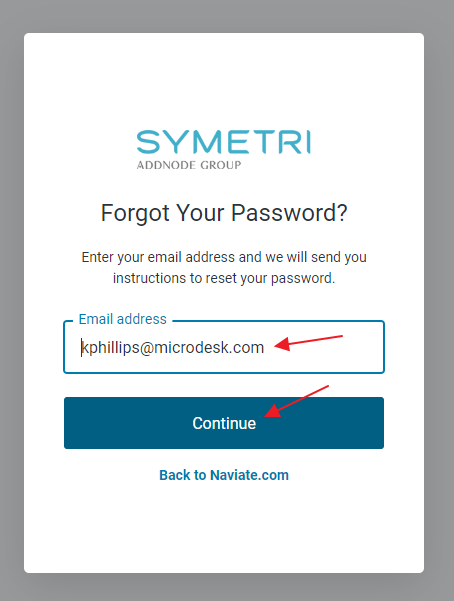 SYMETRI
ADDNODE GROUP
Forgot Your Password?
Enter your email address and we will send you
instructions to reset your password.
Email address
kphillips@microdesk.com
Continue
Back to Naviate.com